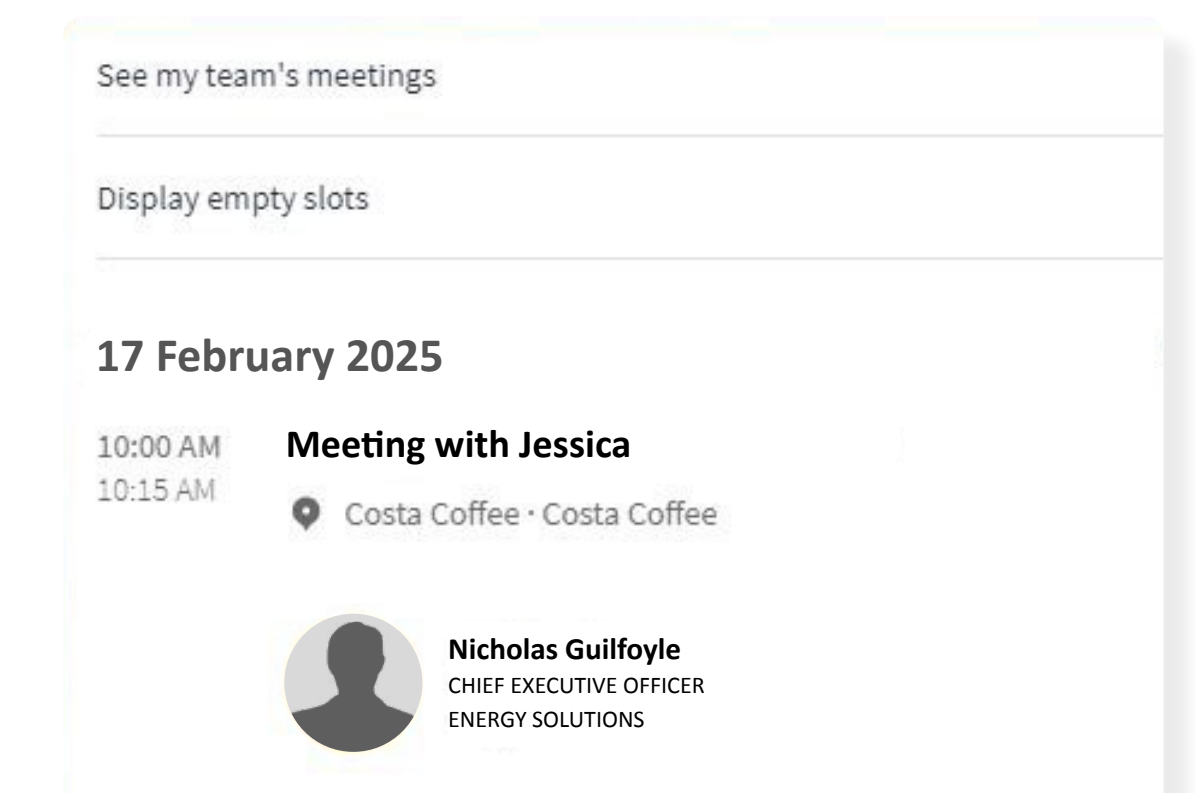 See my team's meetings
Display empty slots
17 February 2025
10:00 AM Meeting with Jessica
10:15 AM
Costa Coffee · Costa Coffee
Nicholas Guilfoyle
CHIEF EXECUTIVE OFFICER
ENERGY SOLUTIONS